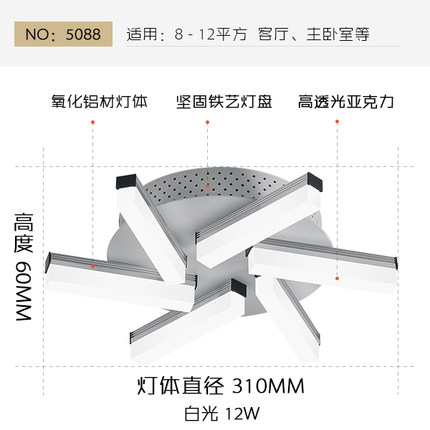 NO: 5088 适用：8 - 12平方 客厅、主卧室等
氧化铝材灯体 坚固铁艺灯盘 高透光亚克力
高度 60MM
灯体直径 310MM
白光 12W